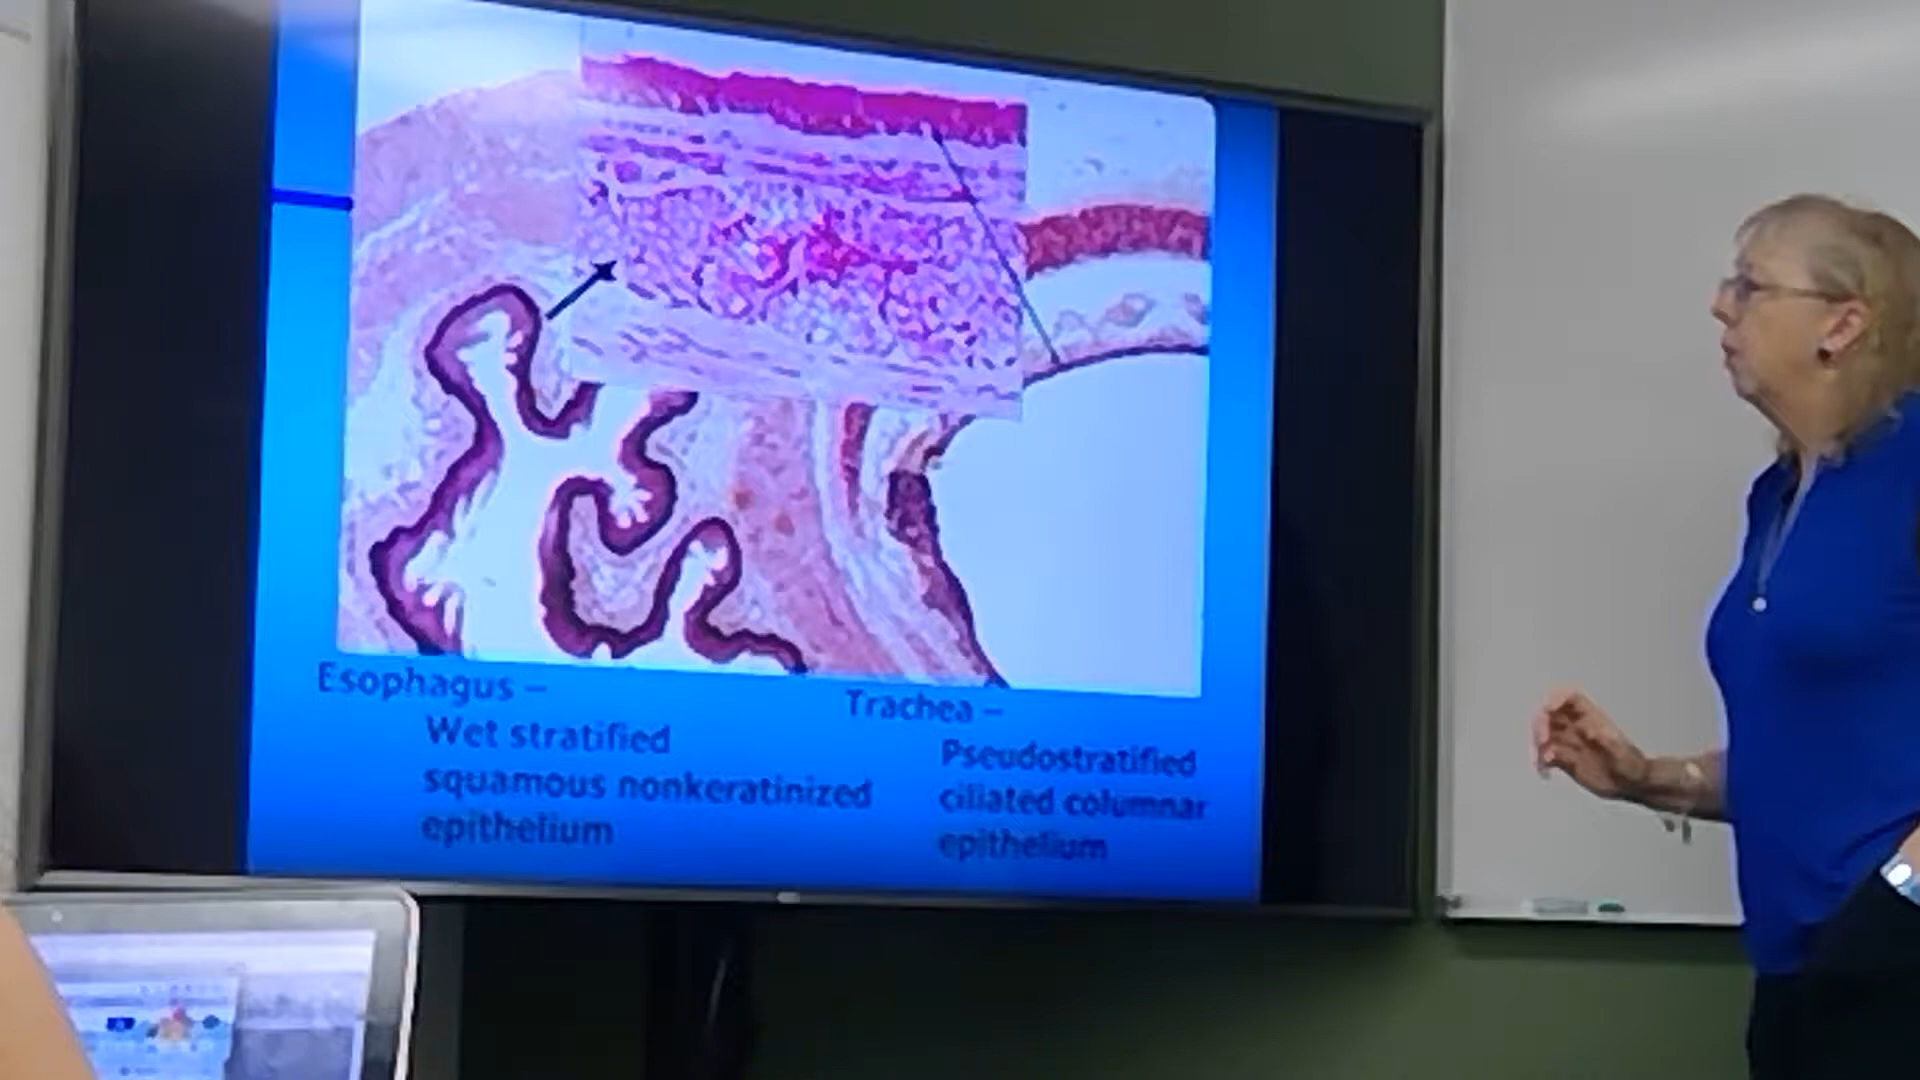 Esophagus –
Wet stratified
squamous nonkeratinized
epithelium
Trachea –
Pseudostratified
ciliated columnar
epithelium